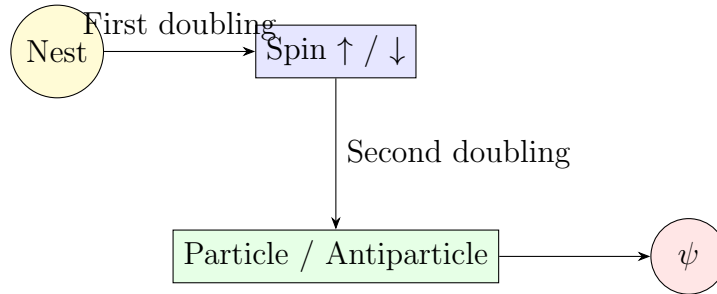 First doubling
Nest
Spin ↑ / ↓
Second doubling
Particle / Antiparticle
ψ